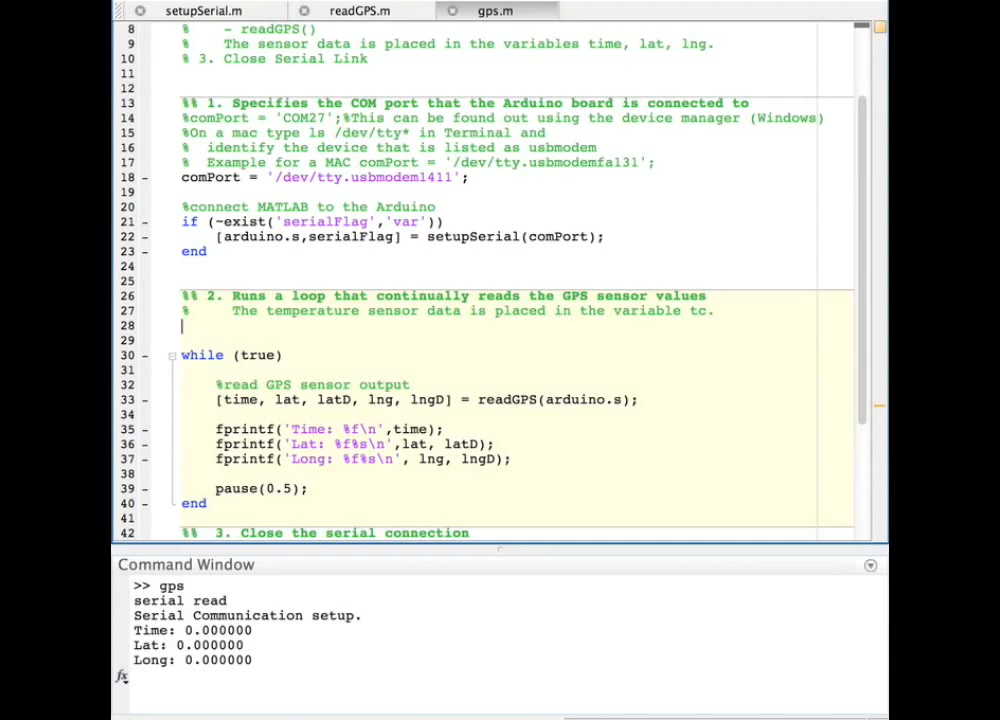 setupSerial.m readGPS.m gps.m
8 % - readGPS()
9 % The sensor data is placed in the variables time, lat, lng.
10 % 3. Close Serial Link
11
12
13 %% 1. Specifies the COM port that the Arduino board is connected to
14 %comPort = 'COM27';%This can be found out using the device manager (Windows)
15 %On a mac type ls /dev/tty* in Terminal and
16 % identify the device that is listed as usbmodem
17 % Example for a MAC comPort = '/dev/tty.usbmodemfa131';
18 - comPort = '/dev/tty.usbmodem1411';
19
20 %connect MATLAB to the Arduino
21 - if (~exist('serialFlag','var'))
22 - [arduino.s,serialFlag] = setupSerial(comPort);
23 - end
24
25
26 %% 2. Runs a loop that continually reads the GPS sensor values
27 % The temperature sensor data is placed in the variable tc.
28
29
30 - while (true)
31
32 %read GPS sensor output
33 - [time, lat, latD, lng, lngD] = readGPS(arduino.s);
34
35 - fprintf('Time: %f\n',time);
36 - fprintf('Lat: %f%s\n',lat, latD);
37 - fprintf('Long: %f%s\n', lng, lngD);
38
39 - pause(0.5);
40 - end
41
42 %% 3. Close the serial connection
Command Window
>> gps
serial read
Serial Communication setup.
Time: 0.000000
Lat: 0.000000
Long: 0.000000
fx